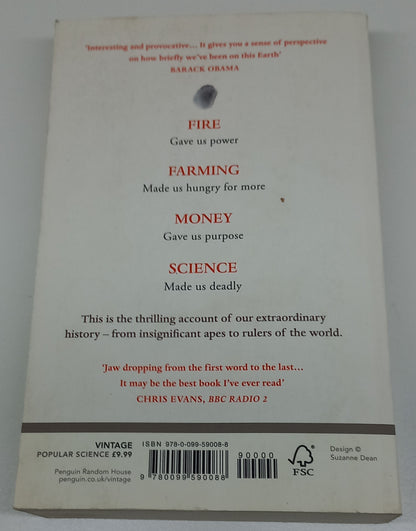 'Interesting and provocative... It gives you a sense of perspective
on how briefly we've been on this Earth'
BARACK OBAMA
FIRE
Gave us power
FARMING
Made us hungry for more
MONEY
Gave us purpose
SCIENCE
Made us deadly
This is the thrilling account of our extraordinary
history – from insignificant apes to rulers of the world.
'Jaw dropping from the first word to the last...
It may be the best book I've ever read'
CHRIS EVANS, BBC RADIO 2
VINTAGE
POPULAR SCIENCE £9.99
Penguin Random House
penguin.co.uk/vintage
ISBN 978-0-099-59008-8
90000
9 780099 590088
FSC
Design ©
Suzanne Dean